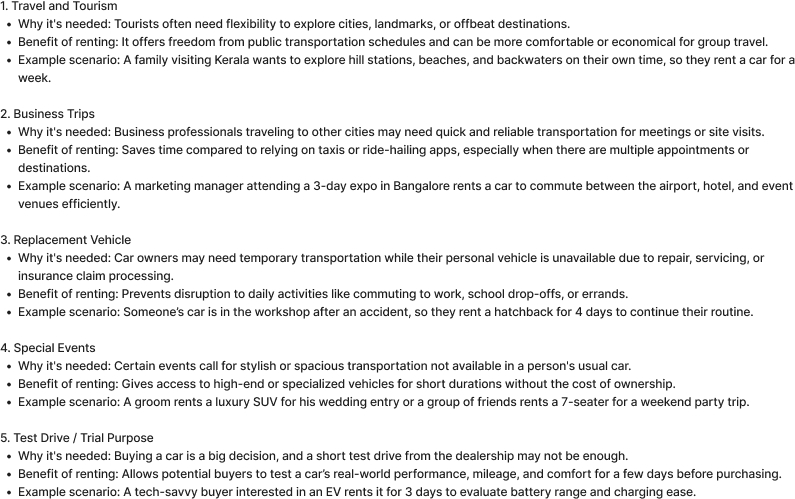 1. Travel and Tourism
• Why it's needed: Tourists often need flexibility to explore cities, landmarks, or offbeat destinations.
• Benefit of renting: It offers freedom from public transportation schedules and can be more comfortable or economical for group travel.
• Example scenario: A family visiting Kerala wants to explore hill stations, beaches, and backwaters on their own time, so they rent a car for a
week.
2. Business Trips
• Why it's needed: Business professionals traveling to other cities may need quick and reliable transportation for meetings or site visits.
• Benefit of renting: Saves time compared to relying on taxis or ride-hailing apps, especially when there are multiple appointments or
destinations.
• Example scenario: A marketing manager attending a 3-day expo in Bangalore rents a car to commute between the airport, hotel, and event
venues efficiently.
3. Replacement Vehicle
• Why it's needed: Car owners may need temporary transportation while their personal vehicle is unavailable due to repair, servicing, or
insurance claim processing.
• Benefit of renting: Prevents disruption to daily activities like commuting to work, school drop-offs, or errands.
• Example scenario: Someone’s car is in the workshop after an accident, so they rent a hatchback for 4 days to continue their routine.
4. Special Events
• Why it's needed: Certain events call for stylish or spacious transportation not available in a person's usual car.
• Benefit of renting: Gives access to high-end or specialized vehicles for short durations without the cost of ownership.
• Example scenario: A groom rents a luxury SUV for his wedding entry or a group of friends rents a 7-seater for a weekend party trip.
5. Test Drive / Trial Purpose
• Why it's needed: Buying a car is a big decision, and a short test drive from the dealership may not be enough.
• Benefit of renting: Allows potential buyers to test a car’s real-world performance, mileage, and comfort for a few days before purchasing.
• Example scenario: A tech-savvy buyer interested in an EV rents it for 3 days to evaluate battery range and charging ease.